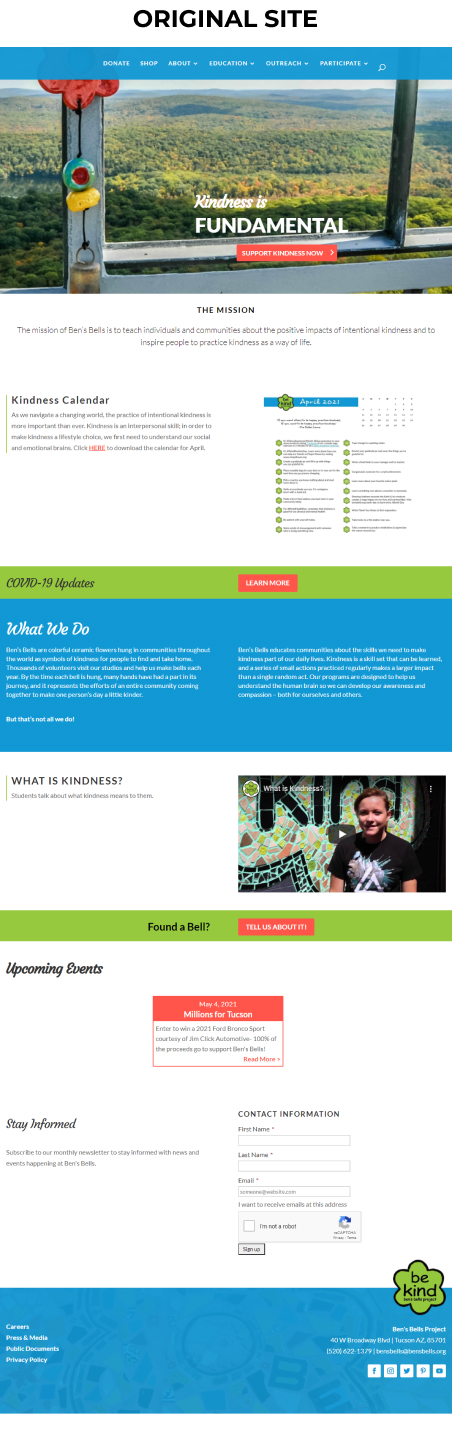 ORIGINAL SITE
DONATE SHOP ABOUT EDUCATION OUTREACH PARTICIPATE
Kindness is
FUNDAMENTAL
SUPPORT KINDNESS NOW
THE MISSION
The mission of Ben's Bells is to teach individuals and communities about the positive impacts of intentional kindness and to
inspire people to practice kindness as a way of life.
Kindness Calendar
As we navigate a changing world, the practice of intentional kindness is
more important than ever. Kindness is an interpersonal skill; in order to
make kindness a lifestyle choice, we first need to understand our social
and emotional brains. Click HERE to download the calendar for April.
be
kind
April 2021
COVID-19 Updates
LEARN MORE
What We Do
Ben's Bells are colorful ceramic flowers hung in communities throughout
the world as symbols of kindness for people to find and take home.
Thousands of volunteers visit our studios and help us make bells each
year. By the time each bell is hung, many hands have had a part in its
journey, and it represents the efforts of an entire community coming
together to make one person's day a little kinder.
But that's not all we do!
Ben's Bells educates communities about the skills we need to make
kindness part of our daily lives. Kindness is a skill set that can be learned,
and a series of small actions practiced regularly makes a larger impact
than a single random act. Our programs are designed to help us
understand the human brain so we can develop our awareness and
compassion – both for ourselves and others.
WHAT IS KINDNESS?
Students talk about what kindness means to them.
What is Kindness?
Found a Bell?
TELL US ABOUT IT!
Upcoming Events
May 4, 2021
Millions for Tucson
Enter to win a 2021 Ford Bronco Sport
courtesy of Jim Click Automotive- 100% of
the proceeds go to support Ben's Bells!
Read More >
Stay Informed
Subscribe to our monthly newsletter to stay informed with news and
events happening at Ben's Bells.
CONTACT INFORMATION
First Name *
Last Name *
Email *
someone@website.com
I want to receive emails at this address
I'm not a robot
reCAPTCHA
Privacy - Terms
Sign up
be
kind
ben's bells project
Careers
Press & Media
Public Documents
Privacy Policy
Ben's Bells Project
40 W Broadway Blvd | Tucson AZ, 85701
(520) 622-1379 | bensbells@bensbells.org